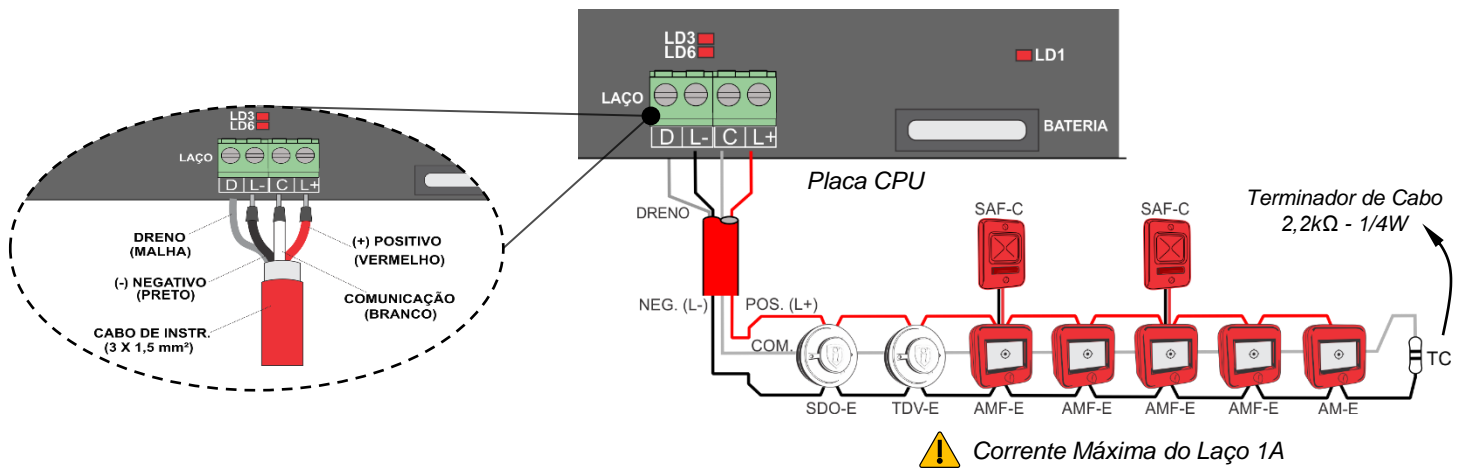 LD3
LD6
LAÇO
D L- C L+
DRENO
(MALHA)
(-) NEGATIVO
(PRETO)
CABO DE INSTR.
(3 X 1,5 mm²)
(+) POSITIVO
(VERMELHO)
COMUNICAÇÃO
(BRANCO)
LD3
LD6
LD1
LAÇO
D L- C L+
BATERIA
Placa CPU
DRENO
NEG. (L-)
POS. (L+)
COM.
SAF-C
SAF-C
Terminador de Cabo
2,2kΩ - 1/4W
TC
SDO-E
TDV-E
AMF-E
AMF-E
AMF-E
AMF-E
AM-E
! Corrente Máxima do Laço 1A